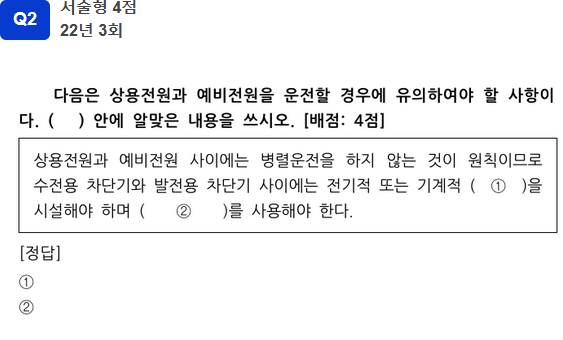 Q2
서술형 4점
22년 3회
다음은 상용전원과 예비전원을 운전할 경우에 유의하여야 할 사항이
다. ( ) 안에 알맞은 내용을 쓰시오. [배점: 4점]
상용전원과 예비전원 사이에는 병렬운전을 하지 않는 것이 원칙이므로
수전용 차단기와 발전용 차단기 사이에는 전기적 또는 기계적 ( ① )을
시설해야 하며 ( ② )를 사용해야 한다.
[정답]
①
②